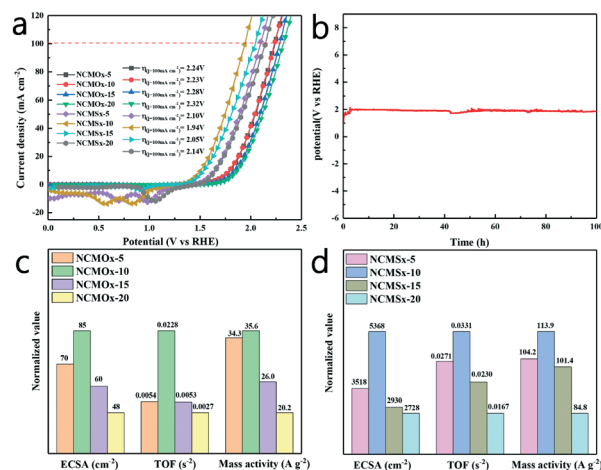 a
120
100
80
60
40
20
0
-20
0.0 0.5 1.0 1.5 2.0 2.5
Current density (mA cm⁻²)
Potential (V vs RHE)
NCMOx-5
NCMOx-10
NCMOx-15
NCMOx-20
NCMSx-5
NCMSx-10
NCMSx-15
NCMSx-20
η(j=100mA cm⁻²)= 2.24V
η(j=100mA cm⁻²)= 2.23V
η(j=100mA cm⁻²)= 2.28V
η(j=100mA cm⁻²)= 2.32V
η(j=100mA cm⁻²)= 2.10V
η(j=100mA cm⁻²)= 1.94V
η(j=100mA cm⁻²)= 2.05V
η(j=100mA cm⁻²)= 2.14V
b
8
6
4
2
0
-2
-4
-6
0 20 40 60 80 100
potential(V vs RHE)
Time (h)
c
NCMOx-5
NCMOx-10
NCMOx-15
NCMOx-20
Normalized value
70 85 60 48
0.0054 0.0228 0.0053 0.0027
34.3 35.6 26.0 20.2
ECSA (cm⁻²) TOF (s⁻²) Mass activity (A g⁻²)
d
NCMSx-5
NCMSx-10
NCMSx-15
NCMSx-20
Normalized value
3518 5368 2930 2728
0.0271 0.0331 0.0230 0.0167
104.2 113.9 101.4 84.8
ECSA (cm⁻²) TOF (s⁻²) Mass activity (A g⁻²)